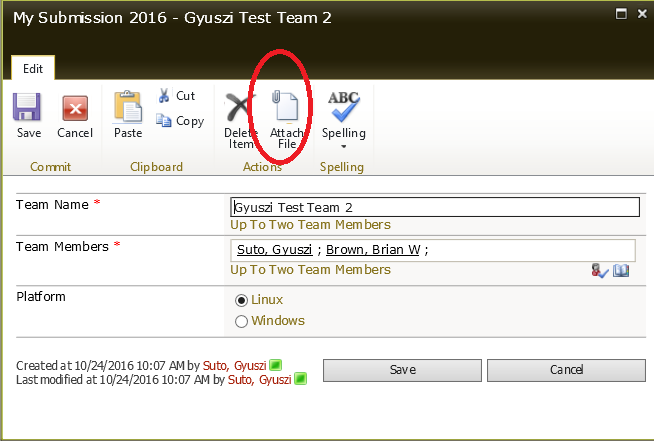 My Submission 2016 - Gyuszi Test Team 2
Edit
Save
Cancel
Paste
Cut
Copy
Delete
Item
Attach
File
ABC
Spelling
Commit
Clipboard
Actions
Spelling
Team Name *
Gyuszi Test Team 2
Up To Two Team Members
Team Members *
Suto, Gyuszi ; Brown, Brian W ;
Up To Two Team Members
Platform
Linux
Windows
Created at 10/24/2016 10:07 AM by Suto, Gyuszi
Last modified at 10/24/2016 10:07 AM by Suto, Gyuszi
Save
Cancel